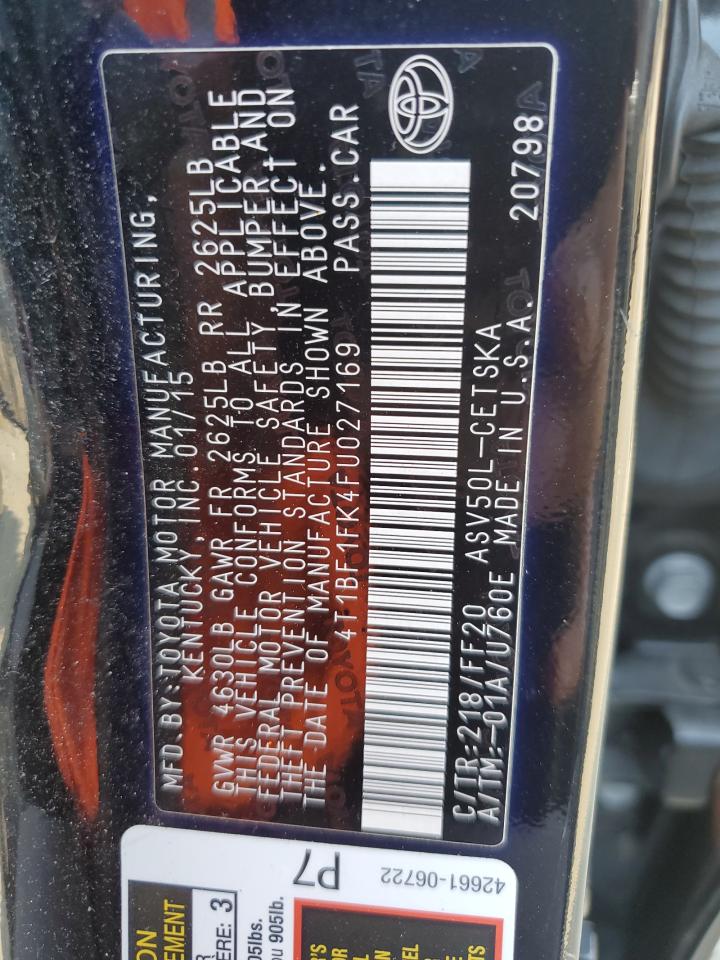 MFD.BY:TOYOTA MOTOR MANUFACTURING,
KENTUCKY, INC.01/15
GVWR 4630LB GAWR FR 2625LB RR 2625LB
THIS VEHICLE CONFORMS TO ALL APPLICABLE
FEDERAL MOTOR VEHICLE SAFETY,BUMPER,AND
THEFT PREVENTION STANDARDS IN EFFECT ON
THE DATE OF MANUFACTURE SHOWN ABOVE.
4T1BF1FK4FU027169 PASS.CAR
C/TR:218/FF20 ASV50L-CETSKA
A/TM:-01A/U760E MADE IN U.S.A. 20798
P7
42661-06722
ERE: 3
905lb.